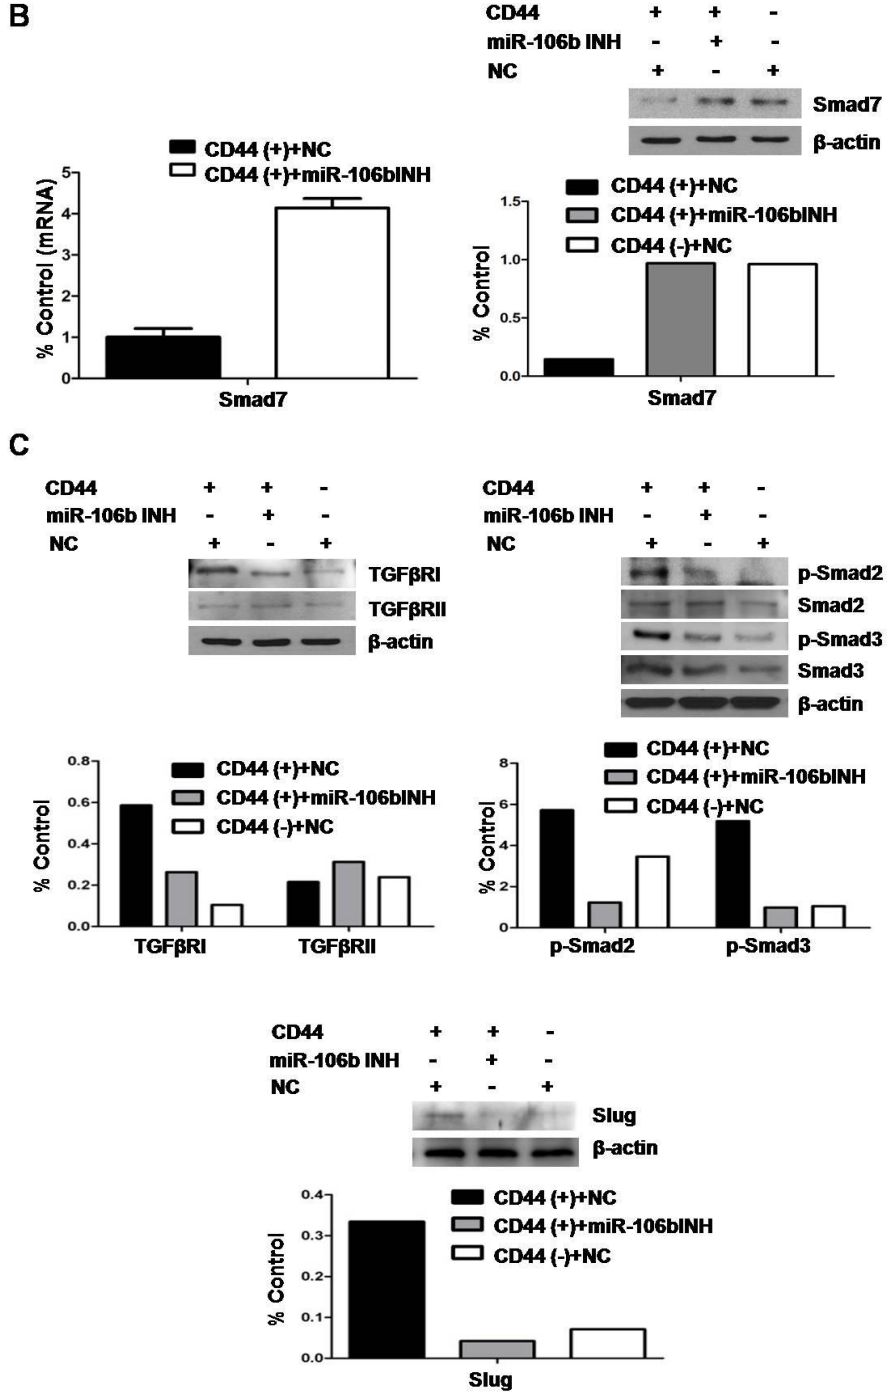 B
CD44 + + -
miR-106b INH - + -
NC + - +
Smad7
β-actin
CD44 (+)+NC
CD44 (+)+miR-106bINH
% Control (mRNA)
5
4
3
2
1
0
Smad7
CD44 (+)+NC
CD44 (+)+miR-106bINH
CD44 (-)+NC
% Control
1.5
1.0
0.5
0.0
Smad7
C
CD44 + + -
miR-106b INH - + -
NC + - +
TGFβRI
TGFβRII
β-actin
CD44 + + -
miR-106b INH - + -
NC + - +
p-Smad2
Smad2
p-Smad3
Smad3
β-actin
CD44 (+)+NC
CD44 (+)+miR-106bINH
CD44 (-)+NC
% Control
0.8
0.6
0.4
0.2
0.0
TGFβRI TGFβRII
CD44 (+)+NC
CD44 (+)+miR-106bINH
CD44 (-)+NC
% Control
8
6
4
2
0
p-Smad2 p-Smad3
CD44 + + -
miR-106b INH - + -
NC + - +
Slug
β-actin
CD44 (+)+NC
CD44 (+)+miR-106bINH
CD44 (-)+NC
% Control
0.4
0.3
0.2
0.1
0.0
Slug